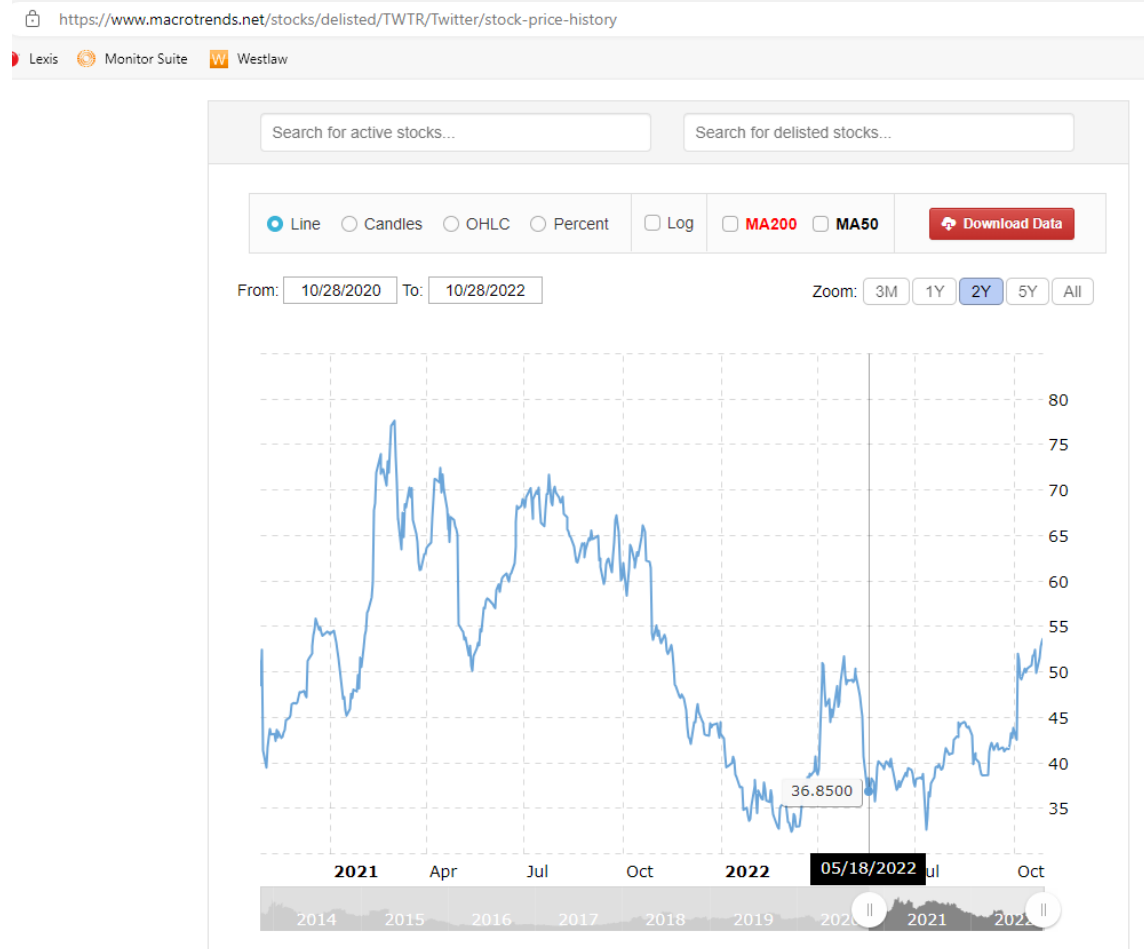 https://www.macrotrends.net/stocks/delisted/TWTR/Twitter/stock-price-history
Lexis Monitor Suite W Westlaw
Search for active stocks... Search for delisted stocks...
Line Candles OHLC Percent Log MA200 MA50 Download Data
From: 10/28/2020 To: 10/28/2022 Zoom: 3M 1Y 2Y 5Y All
80
75
70
65
60
55
50
45
40
36.8500
35
2021 Apr Jul Oct 2022 05/18/2022 ul Oct
2014 2015 2016 2017 2018 2019 2020 2021 2022